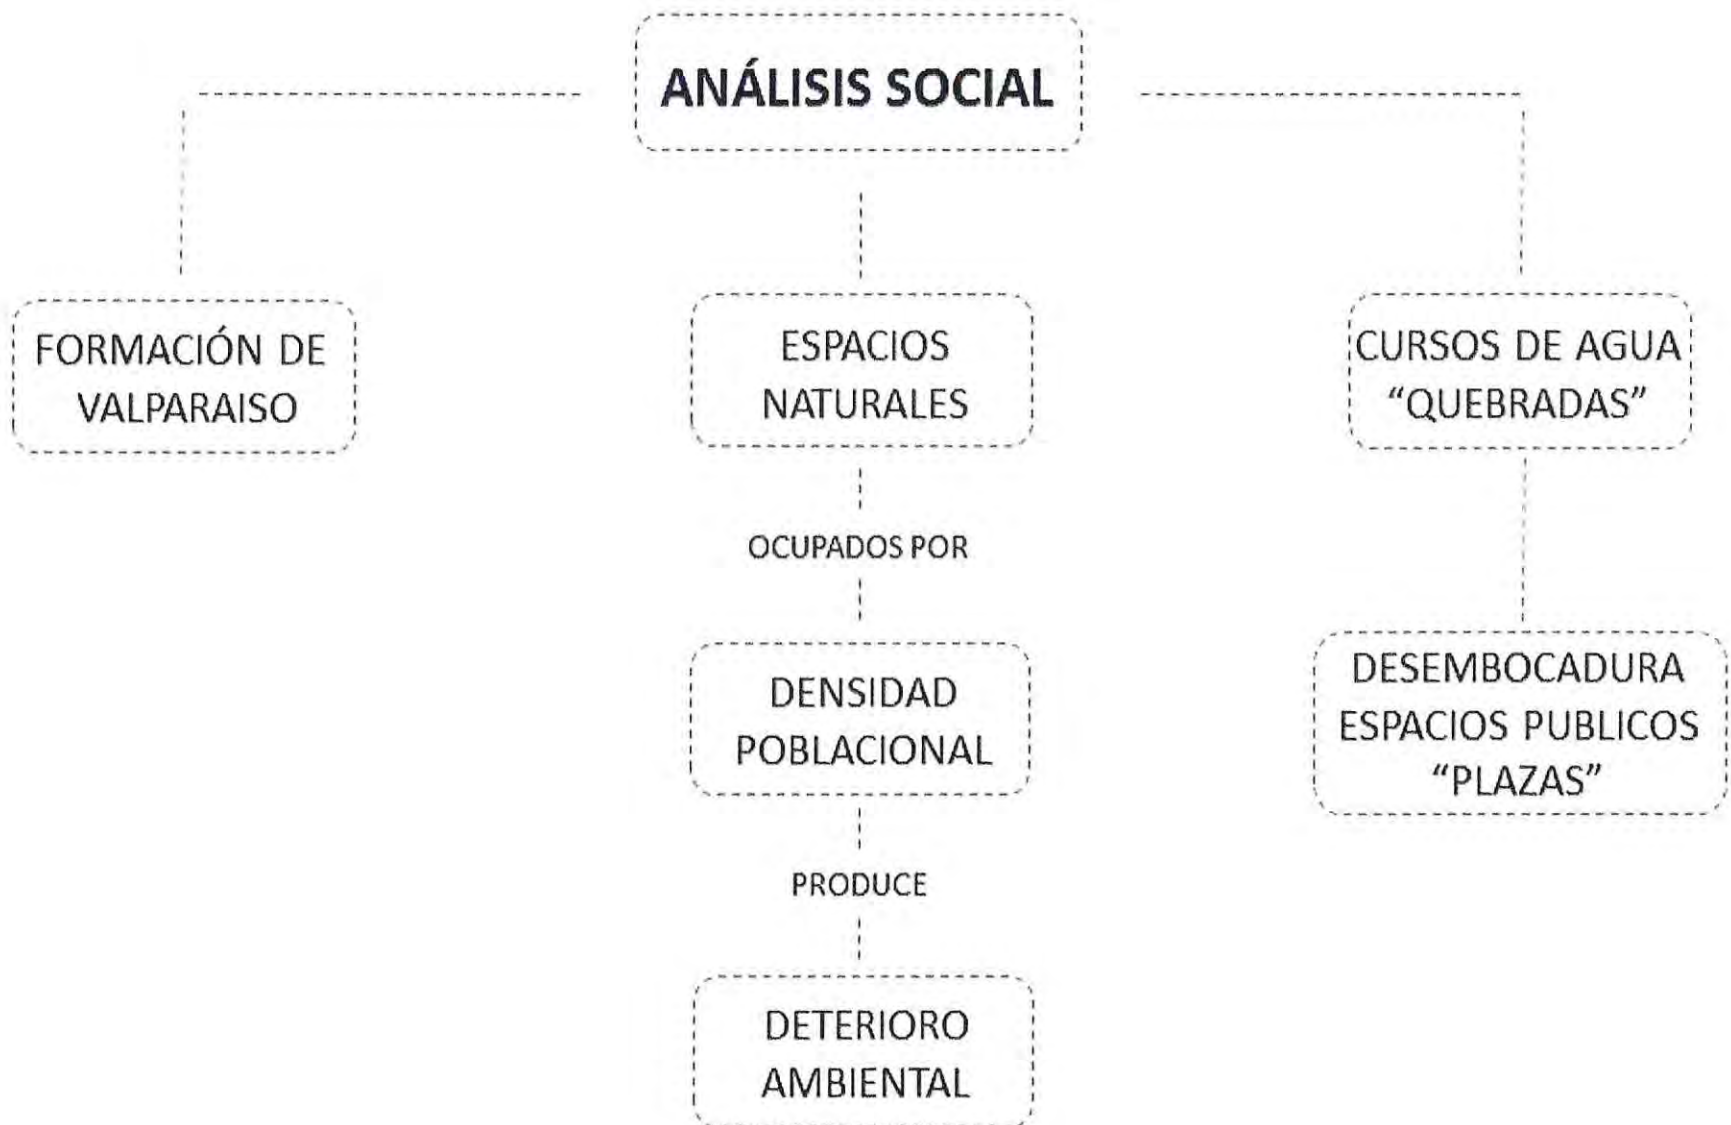 ANÁLISIS SOCIAL
FORMACIÓN DE
VALPARAISO
ESPACIOS
NATURALES
OCUPADOS POR
DENSIDAD
POBLACIONAL
PRODUCE
DETERIORO
AMBIENTAL
CURSOS DE AGUA
“QUEBRADAS”
DESEMBOCADURA
ESPACIOS PUBLICOS
“PLAZAS”